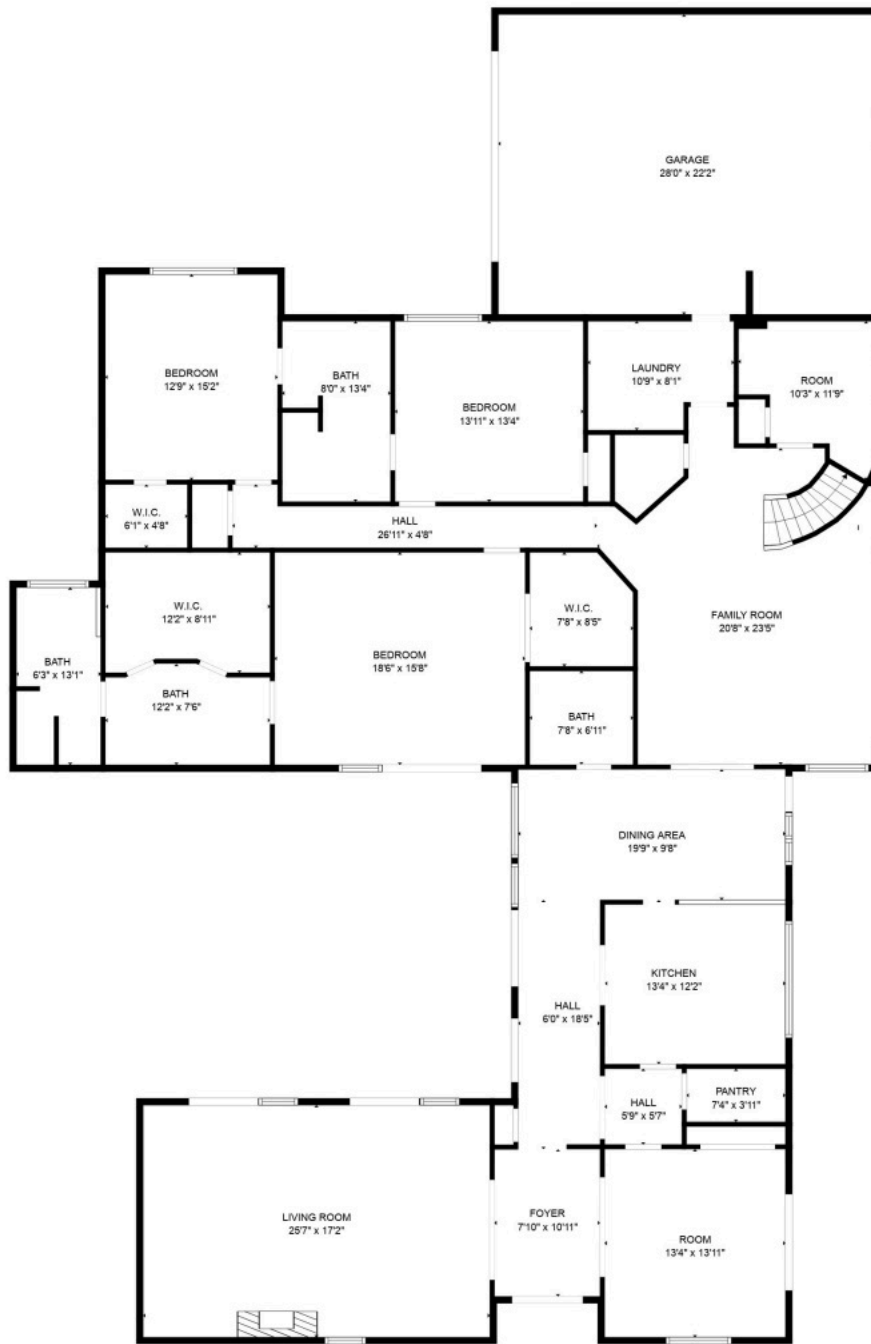 GARAGE
28'0" x 22'2"
BEDROOM
12'9" x 15'2"
BATH
8'0" x 13'4"
BEDROOM
13'11" x 13'4"
LAUNDRY
10'9" x 8'1"
ROOM
10'3" x 11'9"
W.I.C.
6'1" x 4'8"
HALL
26'11" x 4'8"
W.I.C.
12'2" x 8'11"
W.I.C.
7'8" x 8'5"
FAMILY ROOM
20'8" x 23'5"
BATH
6'3" x 13'1"
BEDROOM
18'6" x 15'8"
BATH
12'2" x 7'6"
BATH
7'8" x 6'11"
DINING AREA
19'9" x 9'8"
KITCHEN
13'4" x 12'2"
HALL
6'0" x 18'5"
HALL
5'9" x 5'7"
PANTRY
7'4" x 3'11"
LIVING ROOM
25'7" x 17'2"
FOYER
7'10" x 10'11"
ROOM
13'4" x 13'11"